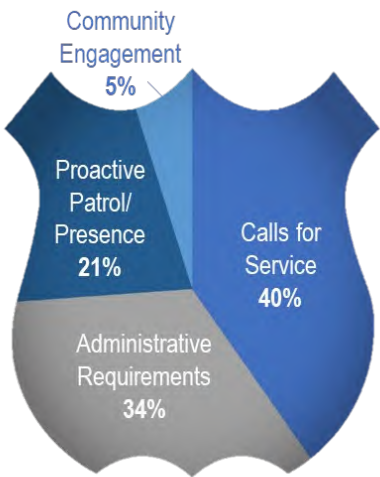 Community
Engagement
5%
Proactive
Patrol/
Presence
21%
Calls for
Service
40%
Administrative
Requirements
34%